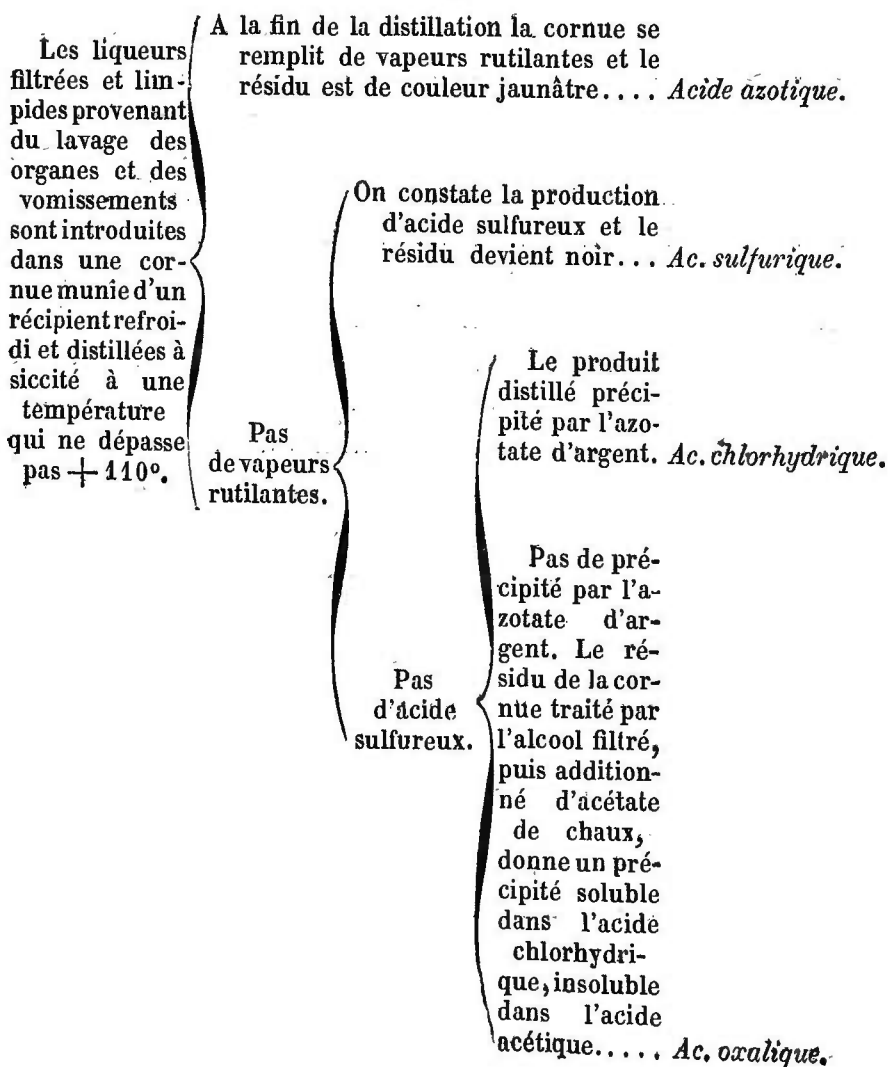 Les liqueurs
filtrées et lim-
pides provenant
du lavage des
organes et des
vomissements
sont introduites
dans une cor-
nue munie d'un
récipient refroi-
di et distillées à
siccité à une
température
qui ne dépasse
pas + 110°.
A la fin de la distillation la cornue se
remplit de vapeurs rutilantes et le
résidu est de couleur jaunâtre.... Acide azotique.
Pas
de vapeurs
rutilantes.
On constate la production
d'acide sulfureux et le
résidu devient noir... Ac. sulfurique.
Pas
d'acide
sulfureux.
Le produit
distillé préci-
pité par l'azo-
tate d'argent. Ac. chlorhydrique.
Pas de pré-
cipité par l'a-
zotate d'ar-
gent. Le ré-
sidu de la cor-
nue traité par
l'alcool filtré,
puis addition-
né d'acétate
de chaux,
donne un pré-
cipité soluble
dans l'acide
chlorhydri-
que, insoluble
dans l'acide
acétique..... Ac. oxalique.